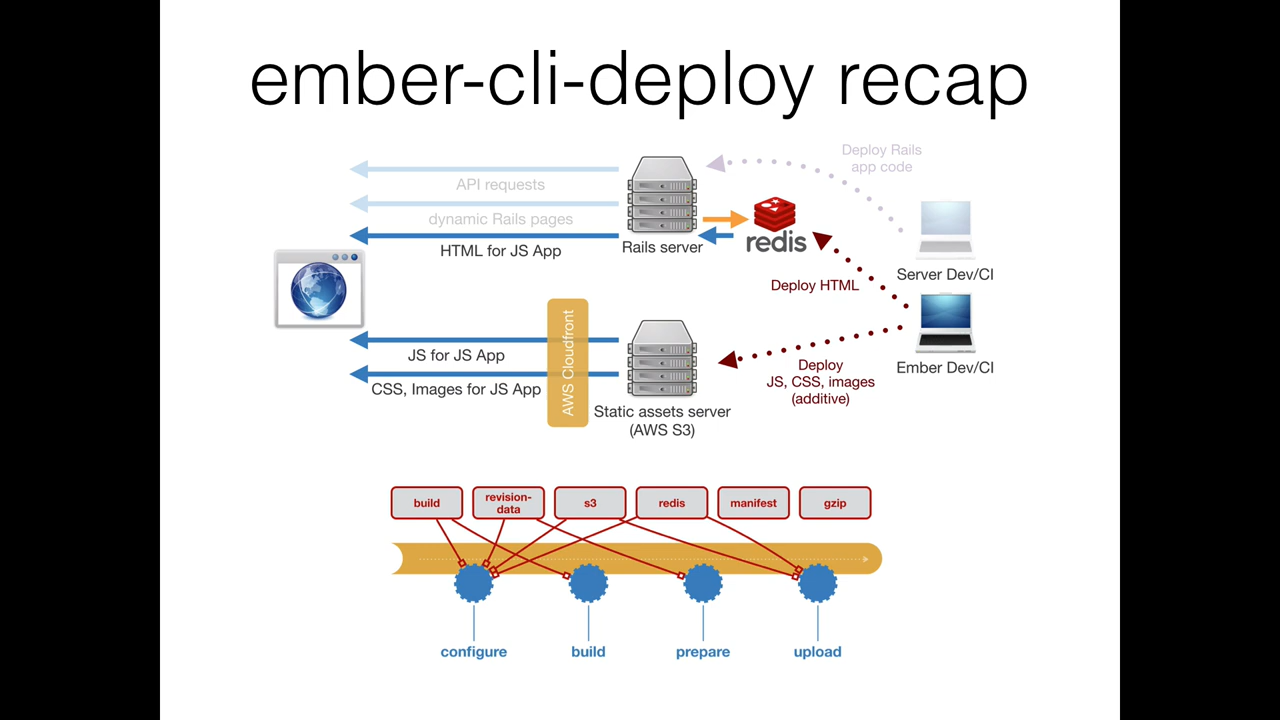 ember-cli-deploy recap
Deploy Rails
app code
API requests
dynamic Rails pages
HTML for JS App
Rails server
redis
Server Dev/CI
Deploy HTML
AWS Cloudfront
JS for JS App
CSS, Images for JS App
Static assets server
(AWS S3)
Deploy
JS, CSS, images
(additive)
Ember Dev/CI
build
revision-
data
s3
redis
manifest
gzip
configure
build
prepare
upload